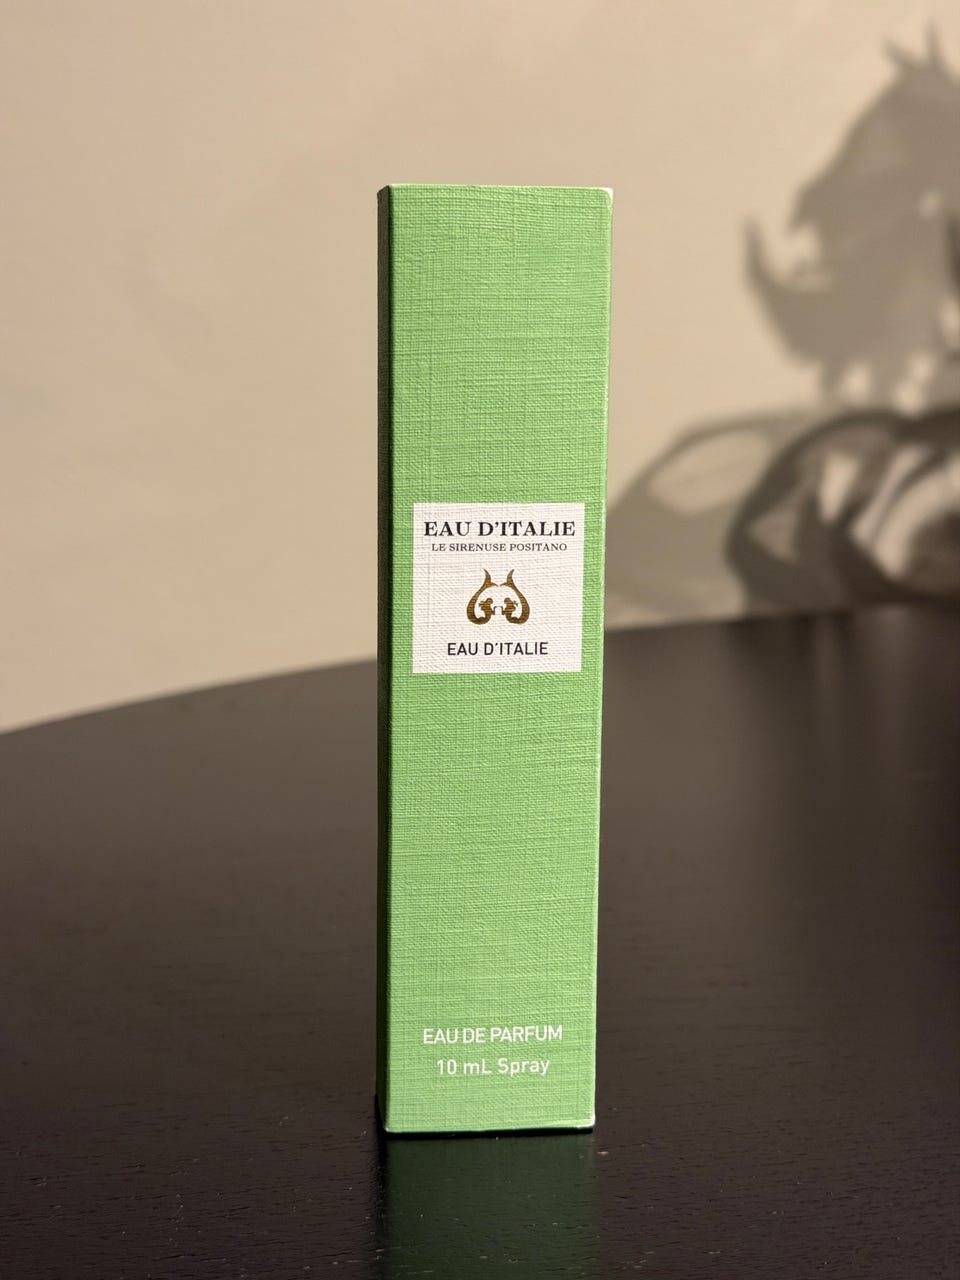 EAU D'ITALIE
LE SIRENUSE POSITANO
EAU D'ITALIE
EAU DE PARFUM
10 mL Spray